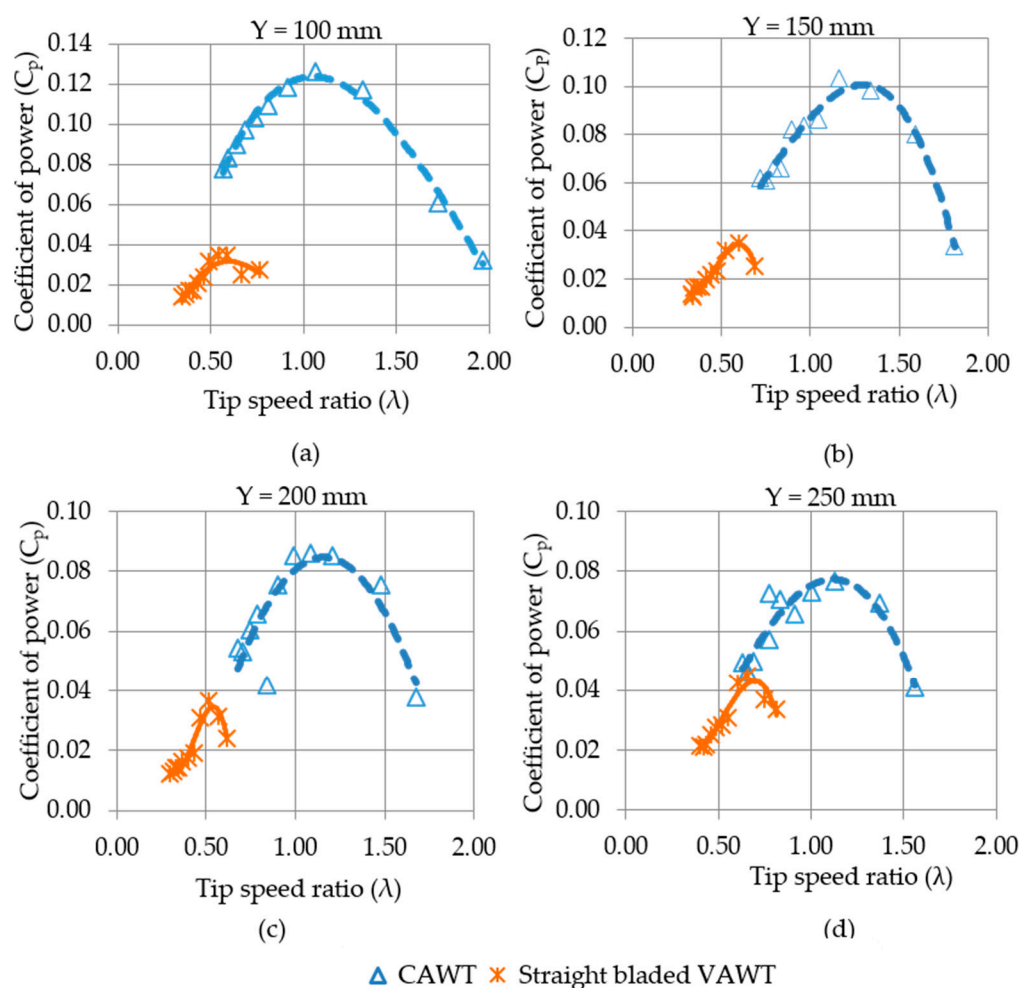 Y = 100 mm
Coefficient of power (Cp)
0.14
0.12
0.10
0.08
0.06
0.04
0.02
0.00
0.00 0.50 1.00 1.50 2.00
Tip speed ratio (λ)
(a)
Y = 150 mm
Coefficient of power (CP)
0.12
0.10
0.08
0.06
0.04
0.02
0.00
0.00 0.50 1.00 1.50 2.00
Tip speed ratio (λ)
(b)
Y = 200 mm
Coefficient of power (Cp)
0.10
0.08
0.06
0.04
0.02
0.00
0.00 0.50 1.00 1.50 2.00
Tip speed ratio (λ)
(c)
Y = 250 mm
Coefficient of power (Cp)
0.10
0.08
0.06
0.04
0.02
0.00
0.00 0.50 1.00 1.50 2.00
Tip speed ratio (λ)
(d)
CAWT Straight bladed VAWT